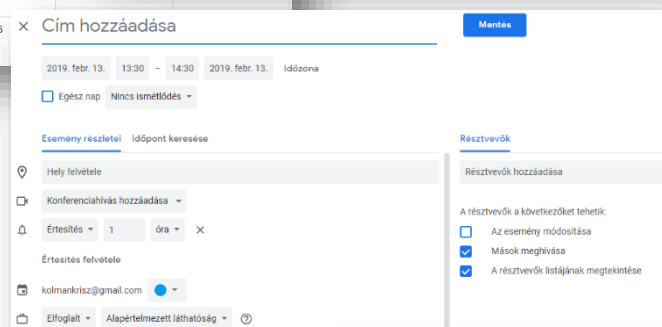 Cím hozzáadása
Mentés
2019. febr. 13. 13:30 – 14:30 2019. febr. 13. Időzóna
Egész nap Nincs ismétlődés
Esemény részletei Időpont keresése
Résztvevők
Hely felvétele
Résztvevők hozzáadása
Konferenciahívás hozzáadása
A résztvevők a következőket tehetik:
Értesítés 1 óra
Az esemény módosítása
Mások meghívása
Értesítés felvétele
A résztvevők listájának megtekintése
kolmankrisz@gmail.com
Elfoglalt Alapértelmezett láthatóság